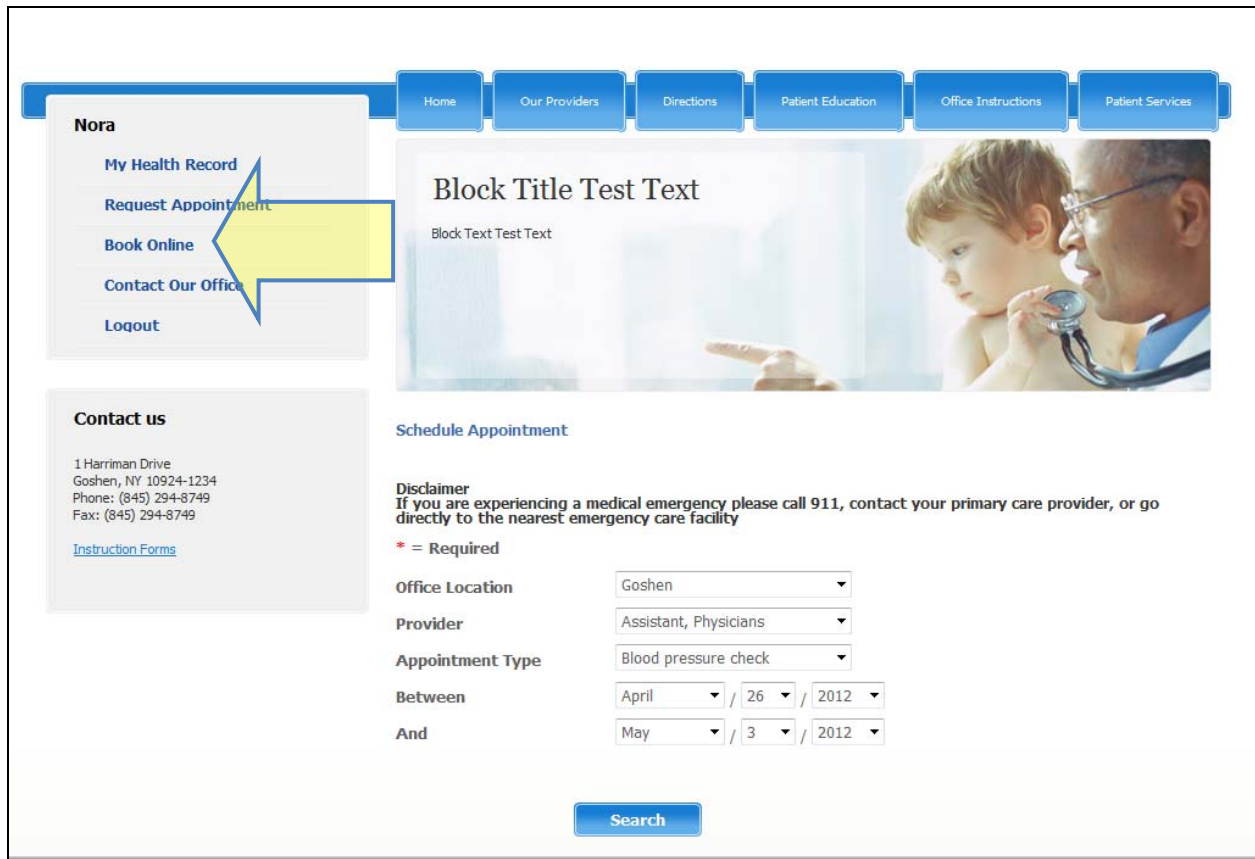 Home Our Providers Directions Patient Education Office Instructions Patient Services
Nora
My Health Record
Request Appointment
Book Online
Contact Our Office
Logout
Block Title Test Text
Block Text Test Text
Contact us
1 Harriman Drive
Goshen, NY 10924-1234
Phone: (845) 294-8749
Fax: (845) 294-8749
Instruction Forms
Schedule Appointment
Disclaimer
If you are experiencing a medical emergency please call 911, contact your primary care provider, or go
directly to the nearest emergency care facility
* = Required
Office Location Goshen
Provider Assistant, Physicians
Appointment Type Blood pressure check
Between April / 26 / 2012
And May / 3 / 2012
Search